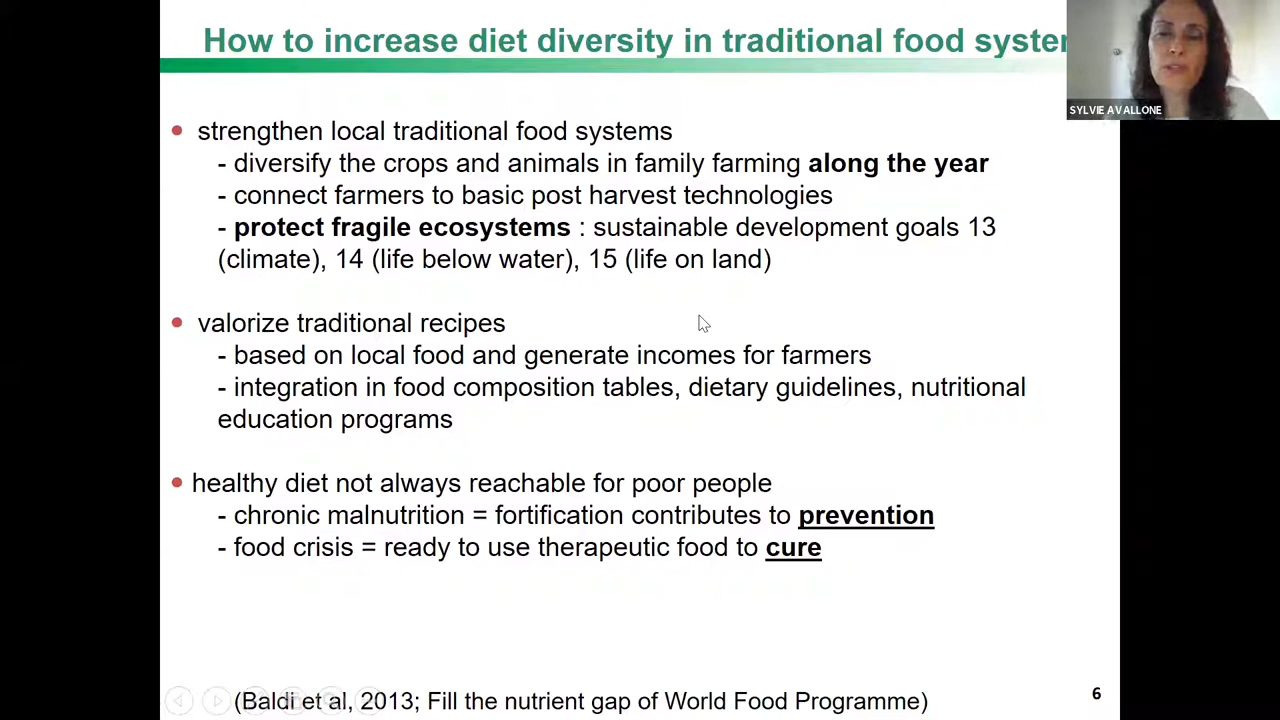 How to increase diet diversity in traditional food system
SYLVIE AVALLONE
• strengthen local traditional food systems
- diversify the crops and animals in family farming along the year
- connect farmers to basic post harvest technologies
- protect fragile ecosystems : sustainable development goals 13
(climate), 14 (life below water), 15 (life on land)
• valorize traditional recipes
- based on local food and generate incomes for farmers
- integration in food composition tables, dietary guidelines, nutritional
education programs
• healthy diet not always reachable for poor people
- chronic malnutrition = fortification contributes to prevention
- food crisis = ready to use therapeutic food to cure
(Baldi et al, 2013; Fill the nutrient gap of World Food Programme)
6